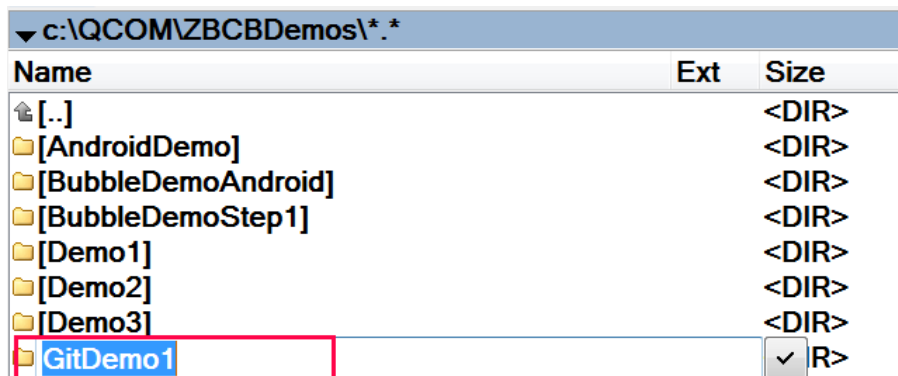 c:\QCOM\ZBCBDemos\*.*
Name Ext Size
[..] <DIR>
[AndroidDemo] <DIR>
[BubbleDemoAndroid] <DIR>
[BubbleDemoStep1] <DIR>
[Demo1] <DIR>
[Demo2] <DIR>
[Demo3] <DIR>
GitDemo1 IR>